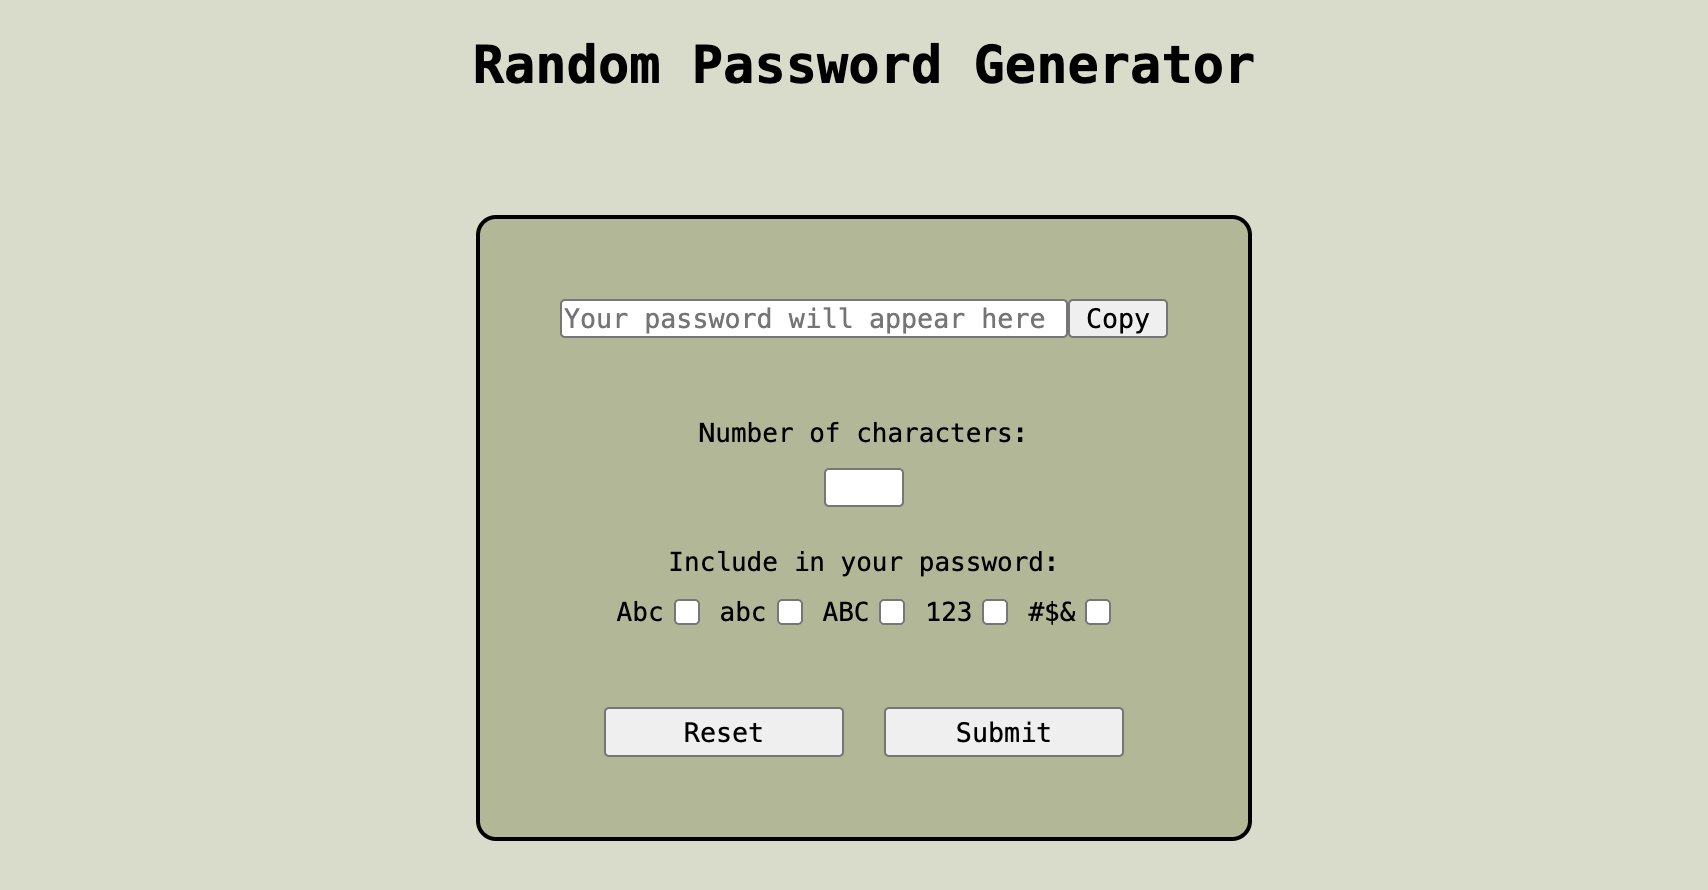 Random Password Generator
Your password will appear here Copy
Number of characters:
Include in your password:
Abc abc ABC 123 #$&
Reset Submit